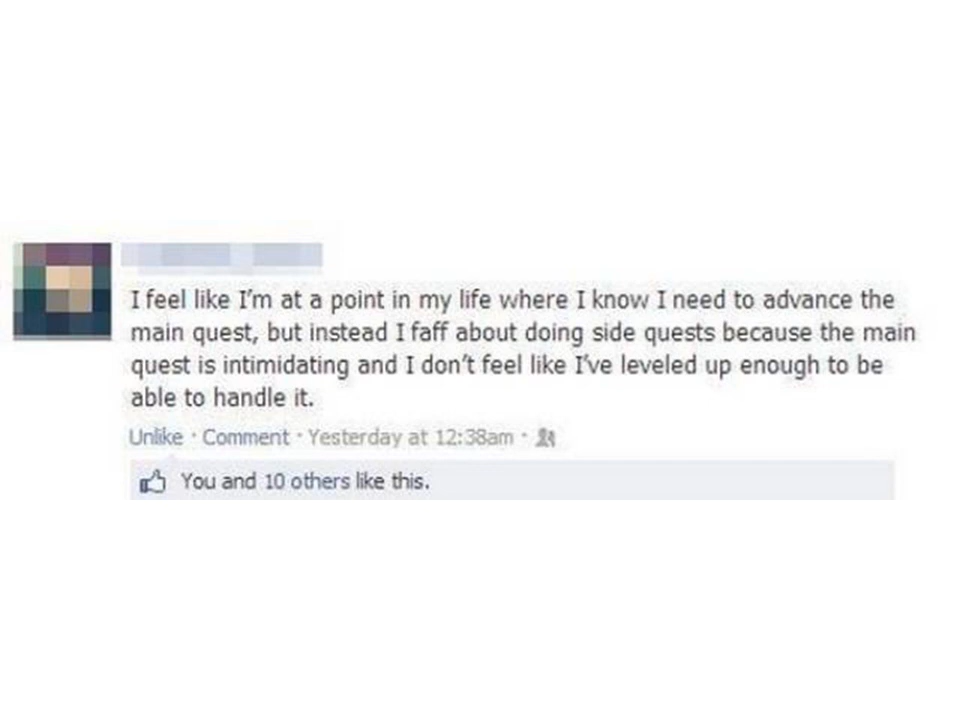 I feel like I'm at a point in my life where I know I need to advance the
main quest, but instead I faff about doing side quests because the main
quest is intimidating and I don't feel like I've leveled up enough to be
able to handle it.
Unlike · Comment · Yesterday at 12:38am ·
You and 10 others like this.